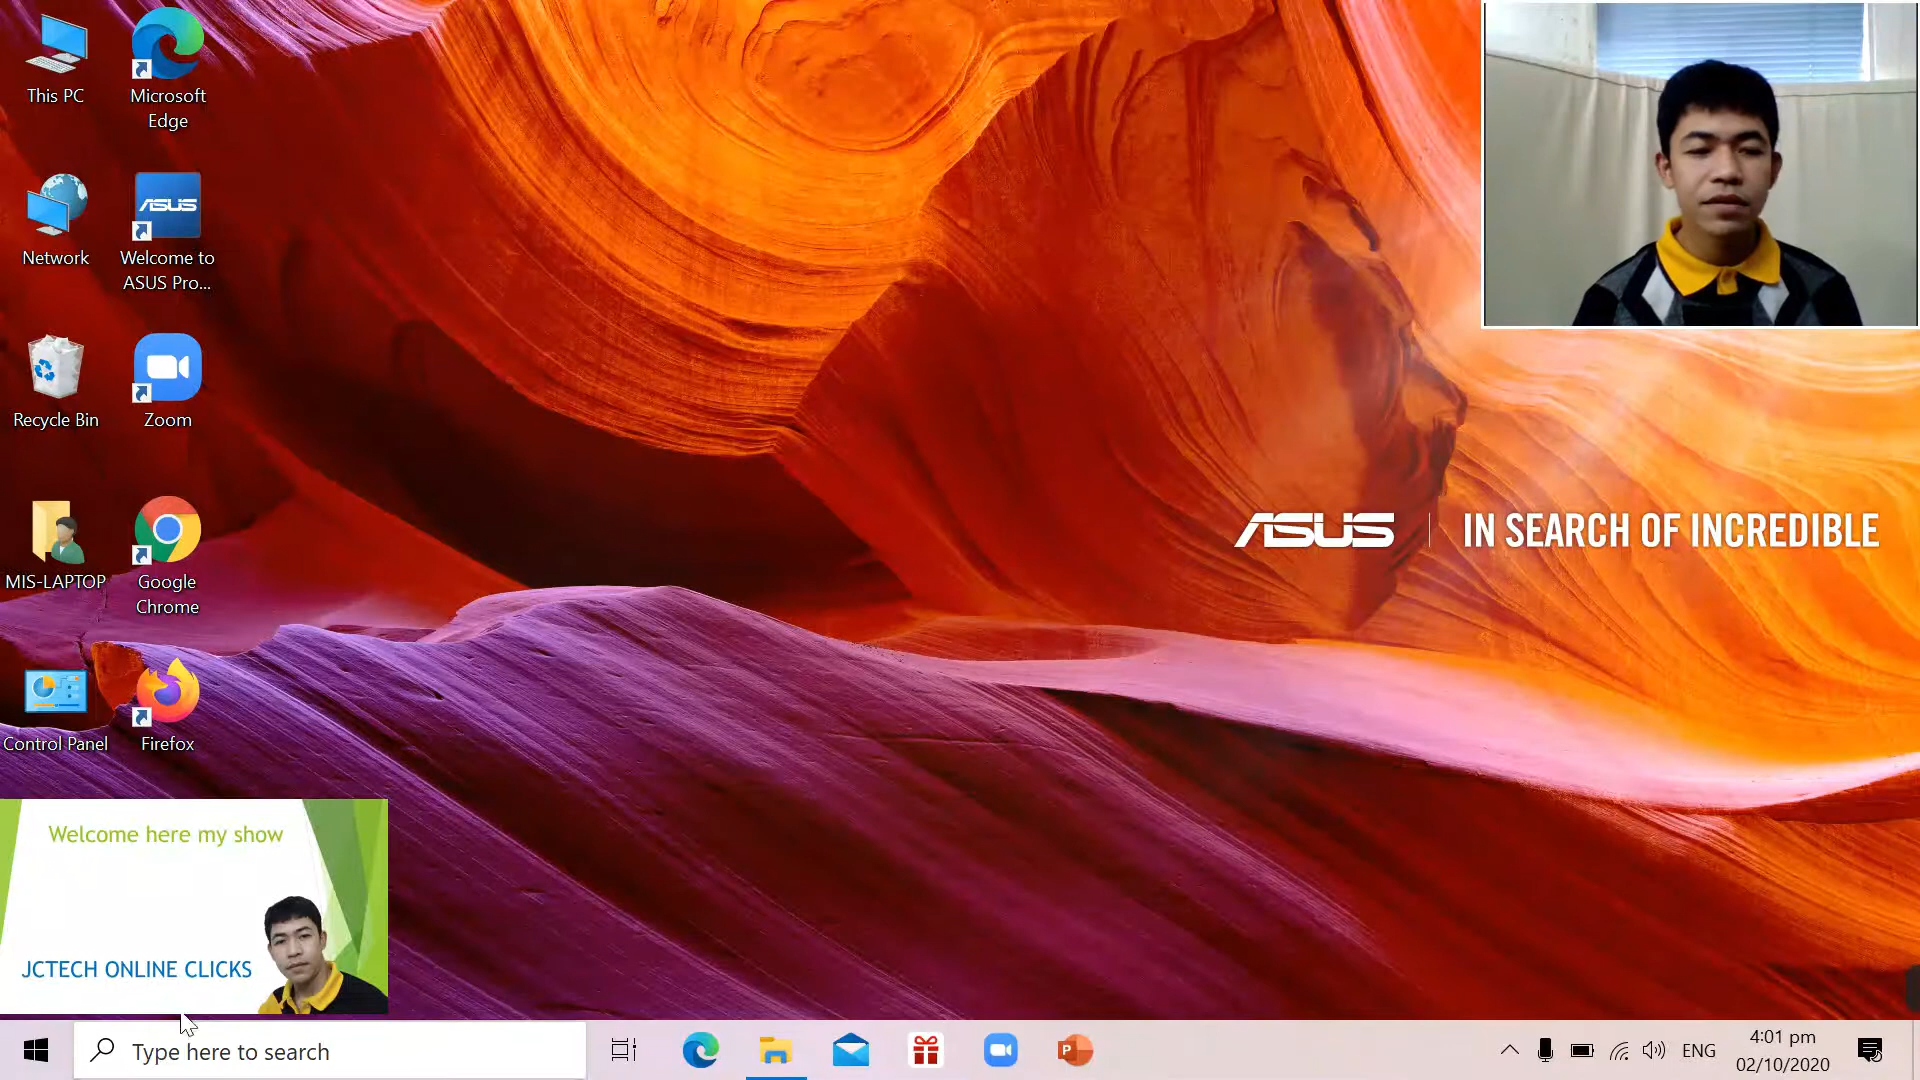 This PC
Microsoft
Edge
Network
ASUS
Welcome to
ASUS Pro...
Recycle Bin
Zoom
MIS-LAPTOP
Google
Chrome
Control Panel
Firefox
ASUS | IN SEARCH OF INCREDIBLE
Welcome here my show
JCTECH ONLINE CLICKS
Type here to search
P
ENG
4:01 pm
02/10/2020